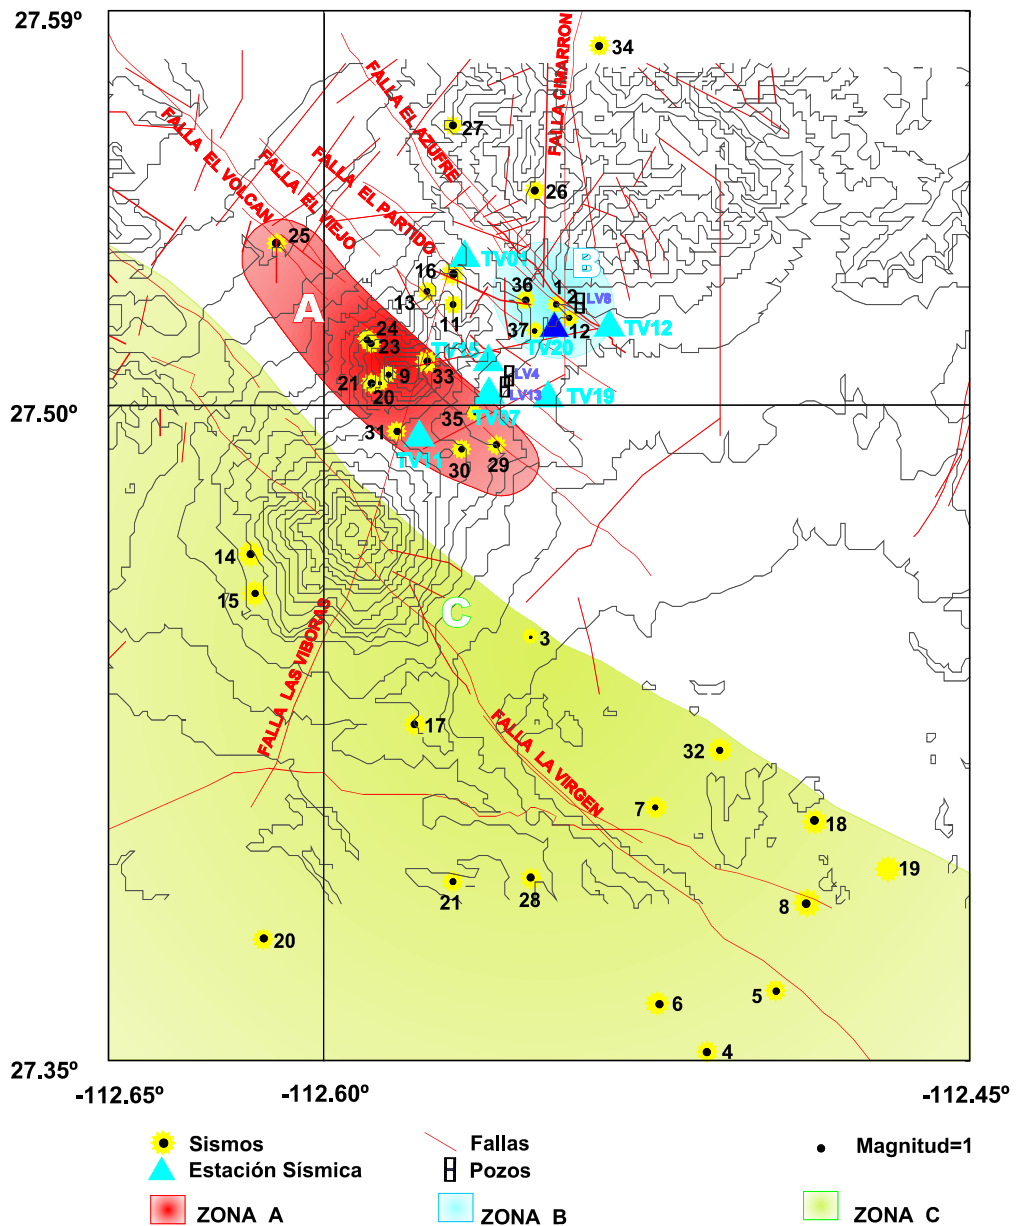 27.59º
34
FALLA CIMARRON
FALLA EL AZUFRE
27
FALLA EL VOLCAN
FALLA EL VIEJO
FALLA EL PARTIDO
26
25
TV01
B
16
36
1
2
LV8
13
A
11
12
TV12
37
TV20
24
23
TV15
33
9
LV4
21
20
LV13
TV19
27.50º
35
TV07
31
TV11
30
29
14
15
C
3
FALLA LAS VIBORAS
17
FALLA LA VIRGEN
32
7
18
19
21
28
8
20
5
6
4
27.35º
-112.65º
-112.60º
-112.45º
Sismos
Fallas
Magnitud=1
Estación Sísmica
Pozos
ZONA A
ZONA B
ZONA C